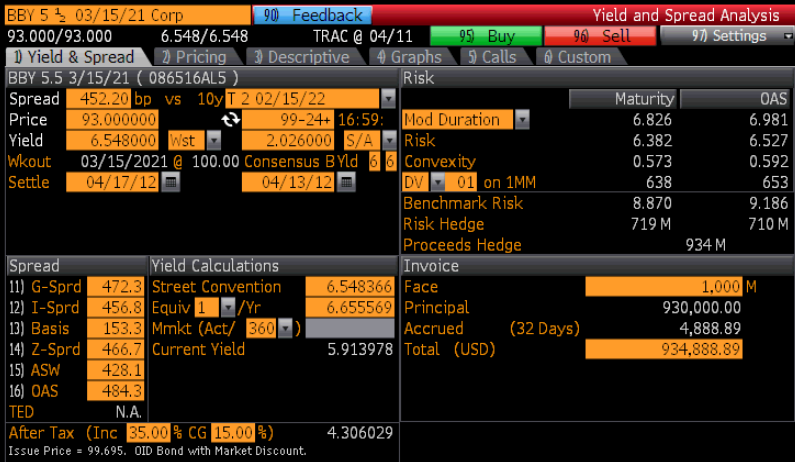 BBY 5 ½ 03/15/21 Corp 90) Feedback Yield and Spread Analysis
93.000/93.000 6.548/6.548 TRAC @ 04/11 95) Buy 96) Sell 97) Settings
1) Yield & Spread 2) Pricing 3) Descriptive 4) Graphs 5) Calls 6) Custom
BBY 5.5 3/15/21 ( 086516AL5 )
Spread 452.20 bp vs 10y T 2 02/15/22
Price 93.000000 99-24+ 16:59:
Yield 6.548000 Wst 2.026000 S/A
Wkout 03/15/2021 @ 100.00 Consensus B Yld 6 6
Settle 04/17/12 04/13/12
Risk
Maturity OAS
Mod Duration 6.826 6.981
Risk 6.382 6.527
Convexity 0.573 0.592
DV 01 on 1MM 638 653
Benchmark Risk 8.870 9.186
Risk Hedge 719 M 710 M
Proceeds Hedge 934 M
Spread
11) G-Sprd 472.3
12) I-Sprd 456.8
13) Basis 153.3
14) Z-Sprd 466.7
15) ASW 428.1
16) OAS 484.3
TED N.A.
Yield Calculations
Street Convention 6.548366
Equiv 1 /Yr 6.655569
Mmkt (Act/ 360 )
Current Yield 5.913978
Invoice
Face 1,000 M
Principal 930,000.00
Accrued (32 Days) 4,888.89
Total (USD) 934,888.89
After Tax (Inc 35.00 % CG 15.00 %) 4.306029
Issue Price = 99.695. OID Bond with Market Discount.